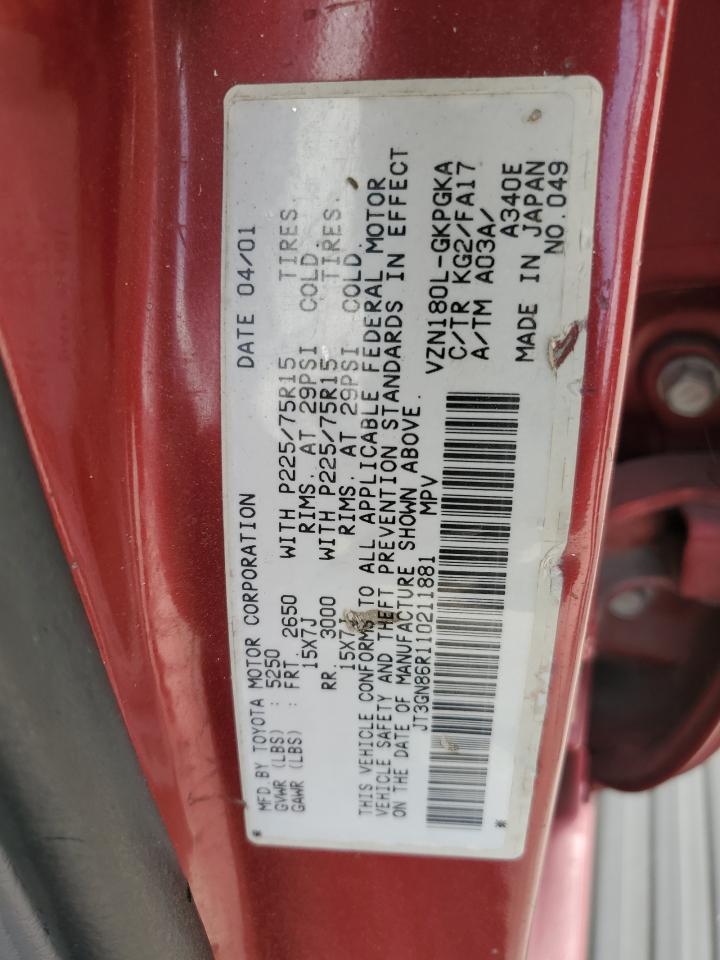 MFD. BY TOYOTA MOTOR CORPORATION DATE 04/01
GVWR (LBS) : 5250
GAWR (LBS) : FRT. 2650 WITH P225/75R15 TIRES.
15X7J RIMS. AT 29PSI COLD.
RR. 3000 WITH P225/75R15 TIRES.
15X7 RIMS. AT 29PSI COLD.
THIS VEHICLE CONFORMS TO ALL APPLICABLE FEDERAL MOTOR
VEHICLE SAFETY AND THEFT PREVENTION STANDARDS IN EFFECT
ON THE DATE OF MANUFACTURE SHOWN ABOVE.
JT3GN86R110211881 MPV
VZN180L-GKPGKA
C/TR KG2/FA17
A/TM A03A/
A340E
MADE IN JAPAN
NO.049